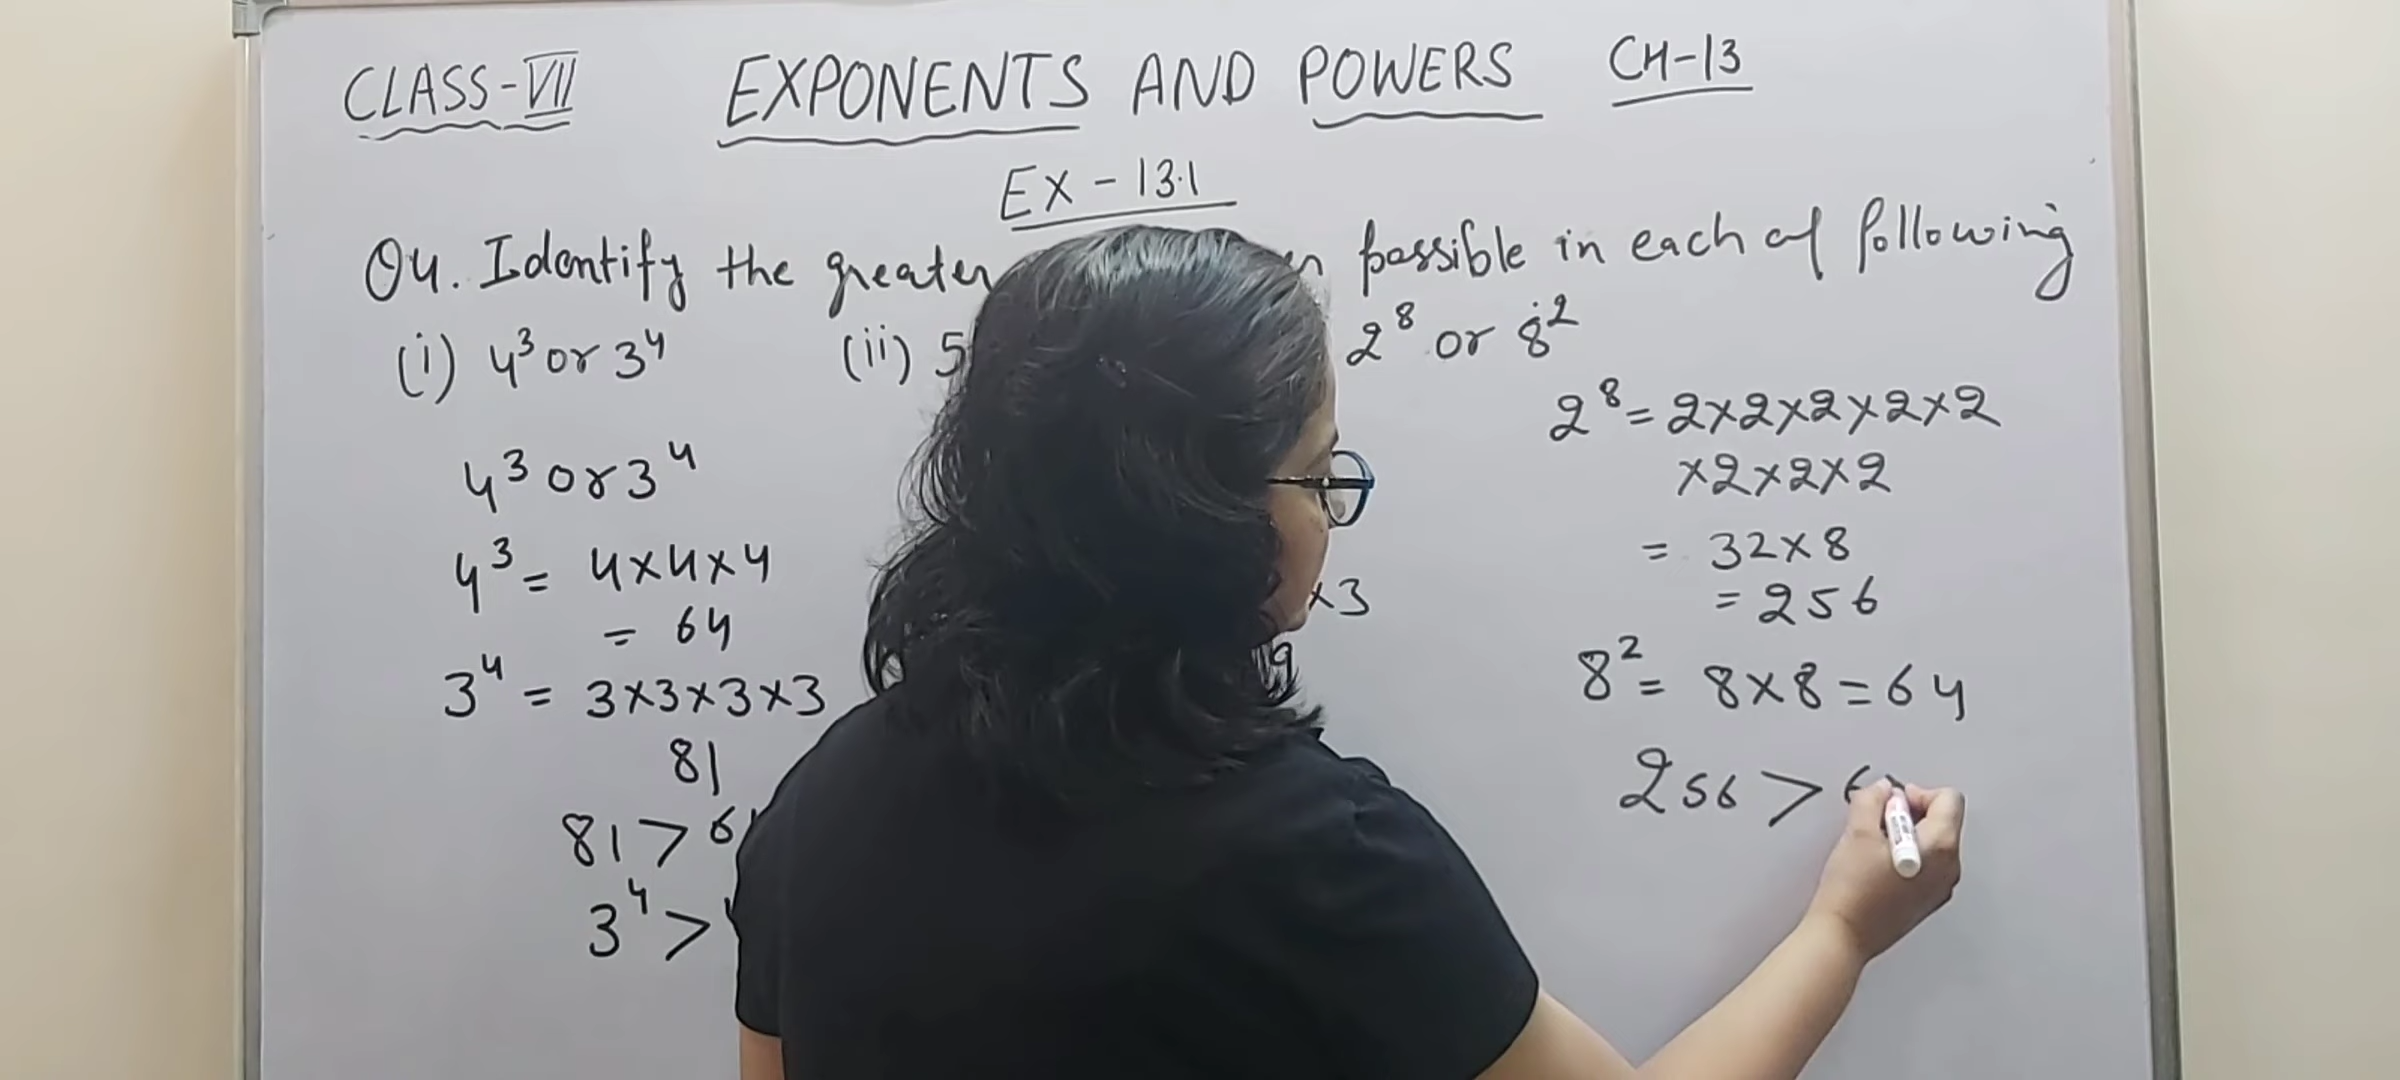 CLASS-VII EXPONENTS AND POWERS CH-13
EX - 13.1
Q4. Identify the greater possible in each of following
(i) 4³ or 3⁴ (ii) 5 2⁸ or 8²
4³ or 3⁴
4³ = 4×4×4
= 64
3⁴ = 3×3×3×3
81
81 > 6
3⁴ >
×3
9
2⁸ = 2×2×2×2×2
×2×2×2
= 32×8
= 256
8² = 8×8 = 64
256 > 6